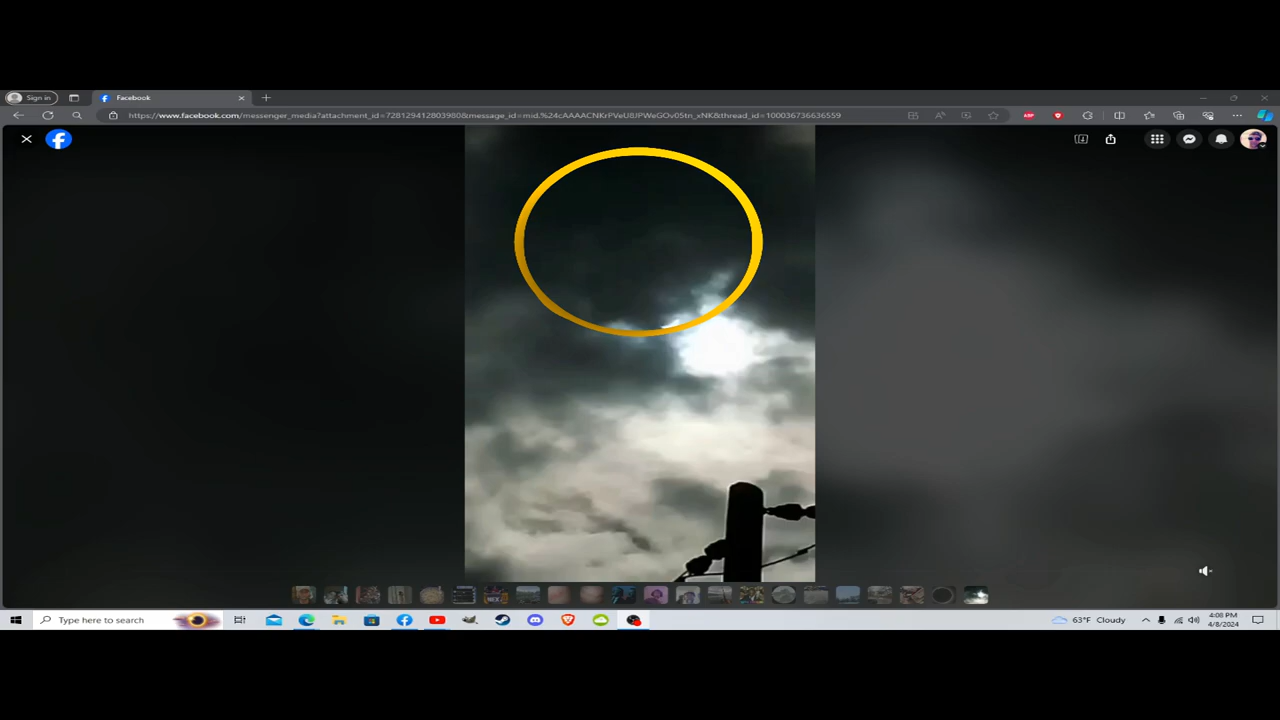 Sign in
Facebook
https://www.facebook.com/messenger_media?attachment_id=728129412803980&message_id=mid.%24cAAAACNKrPVeU8JPWeGOv05tn_xNK&thread_id=100036736636559
ABP
Type here to search
63°F Cloudy
4:08 PM
4/8/2024